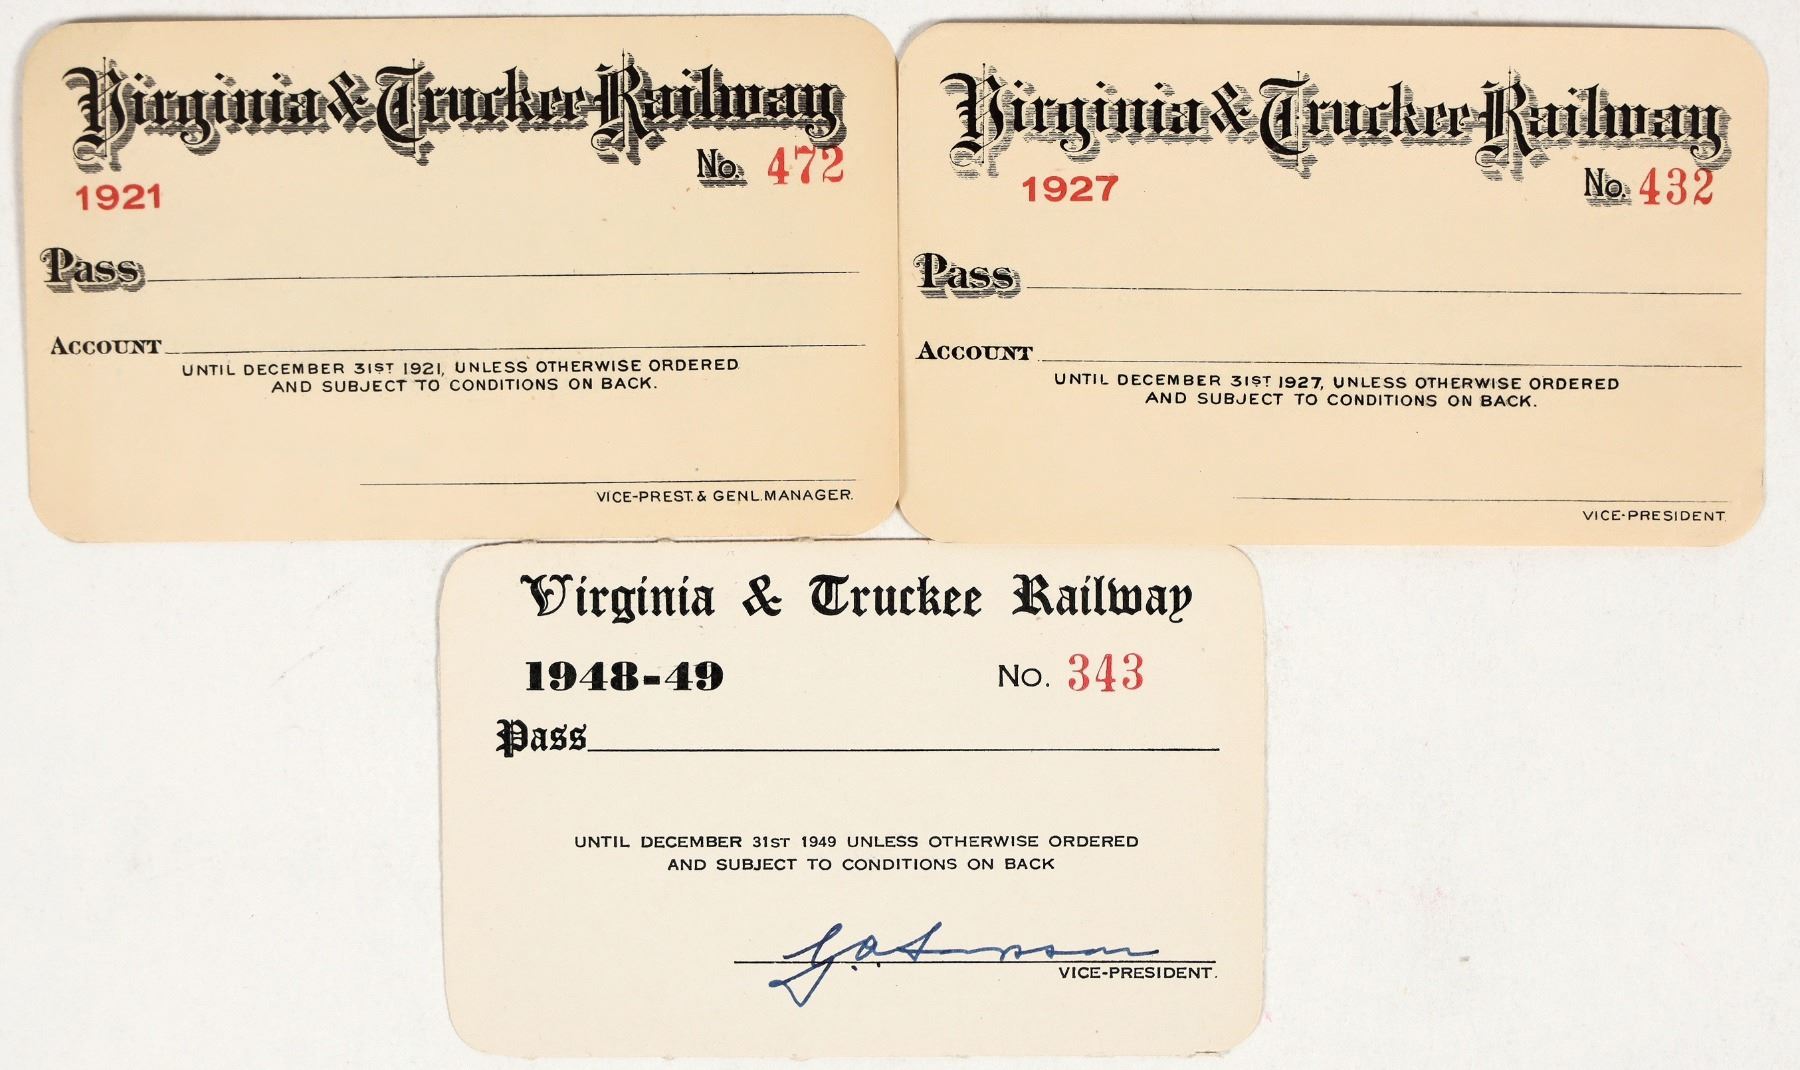 Virginia & Truckee Railway
No. 472
1921
Pass
ACCOUNT
UNTIL DECEMBER 31ST 1921, UNLESS OTHERWISE ORDERED
AND SUBJECT TO CONDITIONS ON BACK.
VICE-PREST. & GENL. MANAGER.
Virginia & Truckee Railway
No. 432
1927
Pass
ACCOUNT
UNTIL DECEMBER 31ST 1927, UNLESS OTHERWISE ORDERED
AND SUBJECT TO CONDITIONS ON BACK.
VICE-PRESIDENT
Virginia & Truckee Railway
1948-49 No. 343
Pass
UNTIL DECEMBER 31ST 1949 UNLESS OTHERWISE ORDERED
AND SUBJECT TO CONDITIONS ON BACK
VICE-PRESIDENT.